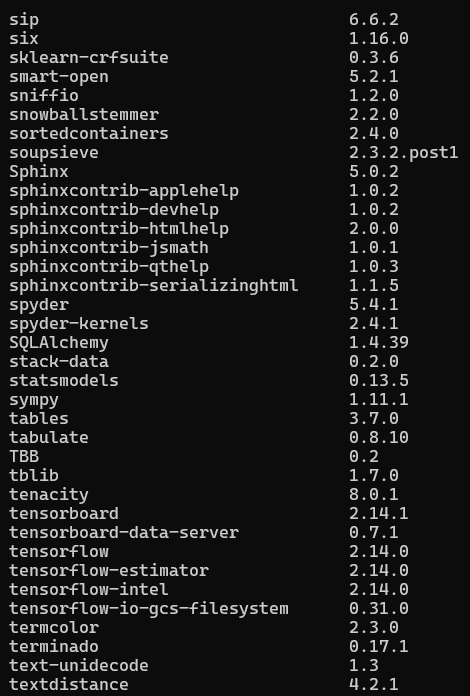 sip 6.6.2
six 1.16.0
sklearn-crfsuite 0.3.6
smart-open 5.2.1
sniffio 1.2.0
snowballstemmer 2.2.0
sortedcontainers 2.4.0
soupsieve 2.3.2.post1
Sphinx 5.0.2
sphinxcontrib-applehelp 1.0.2
sphinxcontrib-devhelp 1.0.2
sphinxcontrib-htmlhelp 2.0.0
sphinxcontrib-jsmath 1.0.1
sphinxcontrib-qthelp 1.0.3
sphinxcontrib-serializinghtml 1.1.5
spyder 5.4.1
spyder-kernels 2.4.1
SQLAlchemy 1.4.39
stack-data 0.2.0
statsmodels 0.13.5
sympy 1.11.1
tables 3.7.0
tabulate 0.8.10
TBB 0.2
tblib 1.7.0
tenacity 8.0.1
tensorboard 2.14.1
tensorboard-data-server 0.7.1
tensorflow 2.14.0
tensorflow-estimator 2.14.0
tensorflow-intel 2.14.0
tensorflow-io-gcs-filesystem 0.31.0
termcolor 2.3.0
terminado 0.17.1
text-unidecode 1.3
textdistance 4.2.1